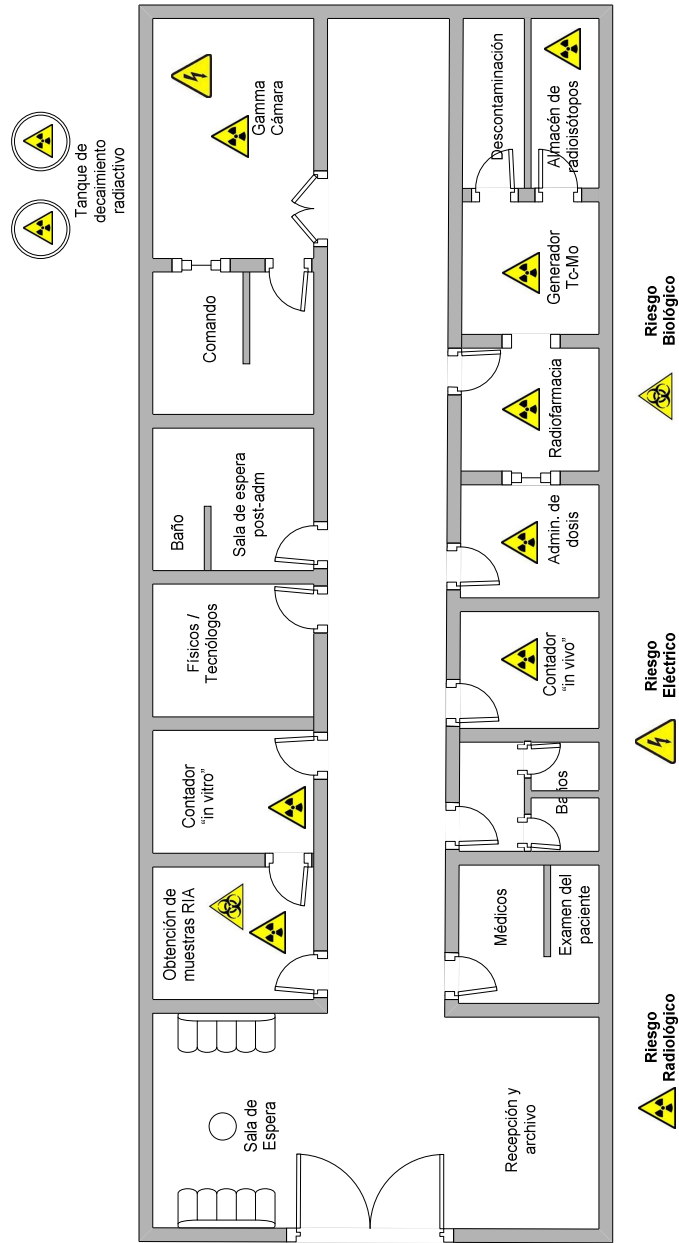 Tanque de
decaimiento
radiactivo
Sala de
Espera
Obtención de
muestras RIA
Contador
“in vitro”
Físicos /
Tecnólogos
Baño
Sala de espera
post-adm
Comando
Gamma
Cámara
Recepción y
archivo
Médicos
Examen del
paciente
Baños
Contador
“in vivo”
Admin. de
dosis
Radiofarmacia
Generador
Tc-Mo
Descontaminación
Almacén de
radioisótopos
Riesgo
Radiológico
Riesgo
Eléctrico
Riesgo
Biológico